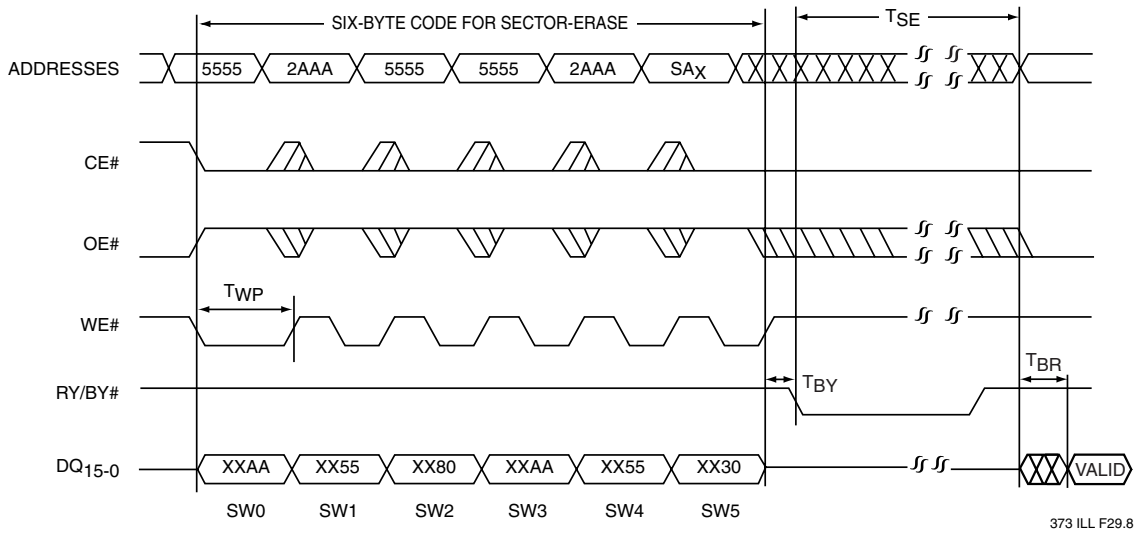 SIX-BYTE CODE FOR SECTOR-ERASE
TSE
ADDRESSES
5555 2AAA 5555 5555 2AAA SAX
CE#
OE#
TWP
WE#
TBR
RY/BY#
TBY
DQ15-0
XXAA XX55 XX80 XXAA XX55 XX30 VALID
SW0 SW1 SW2 SW3 SW4 SW5
373 ILL F29.8